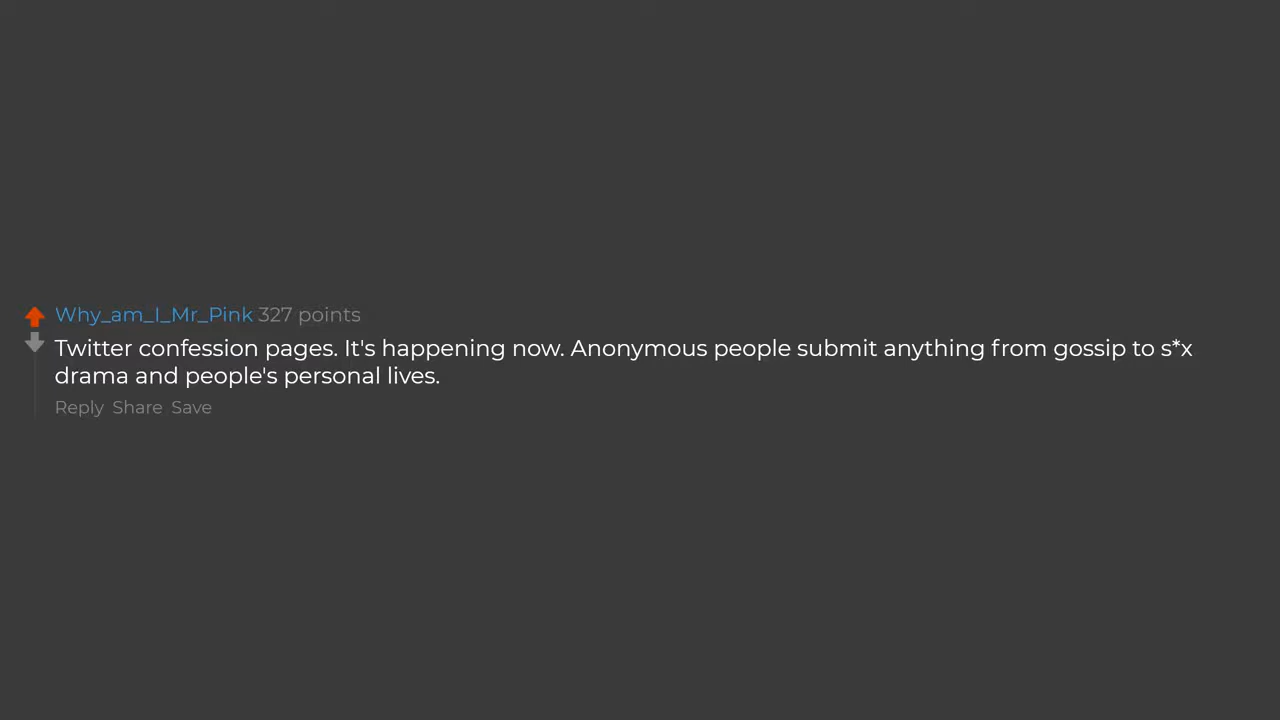 Why_am_I_Mr_Pink 327 points
Twitter confession pages. It's happening now. Anonymous people submit anything from gossip to s*x
drama and people's personal lives.
Reply Share Save